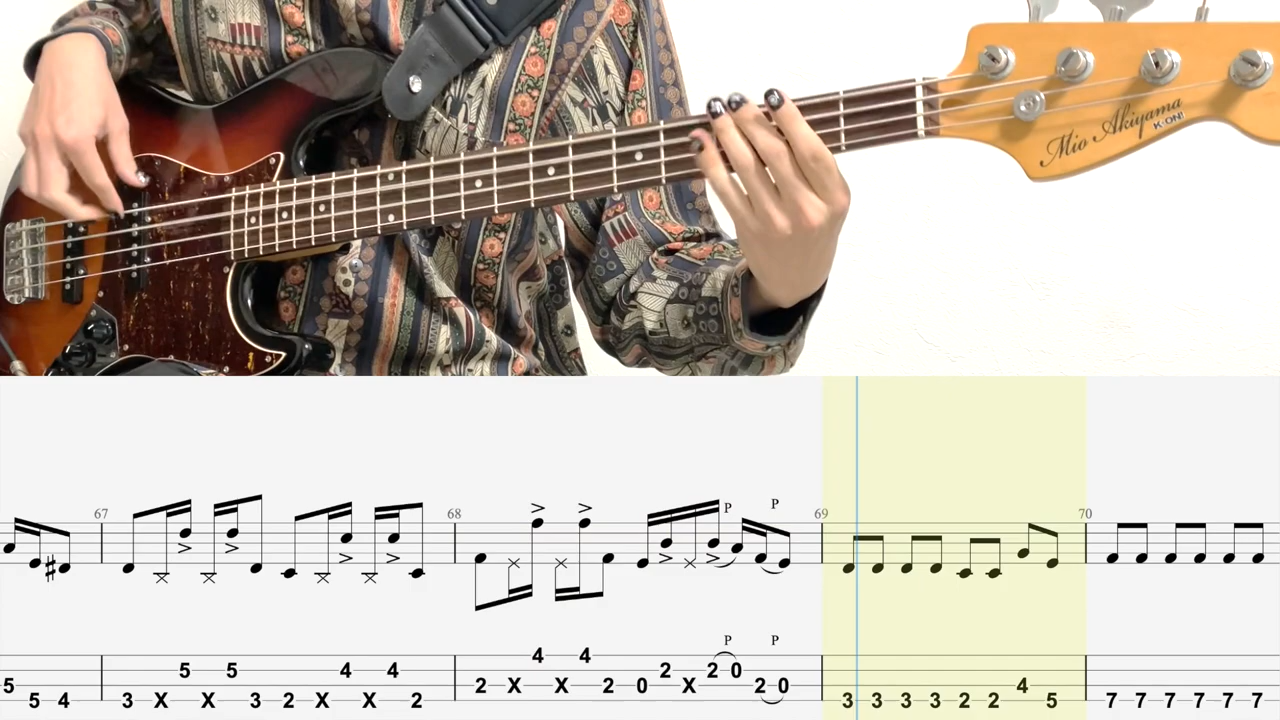 Mio Akiyama
K-ON!
67 68 69 70
> > > > > > P > > P
P P
4 4
5 5 4 4 2 2 0
5 2 X X 2 0 X 2 0 4
5 4 3 X X 3 2 X X 2 3 3 3 3 2 2 5 7 7 7 7 7 7